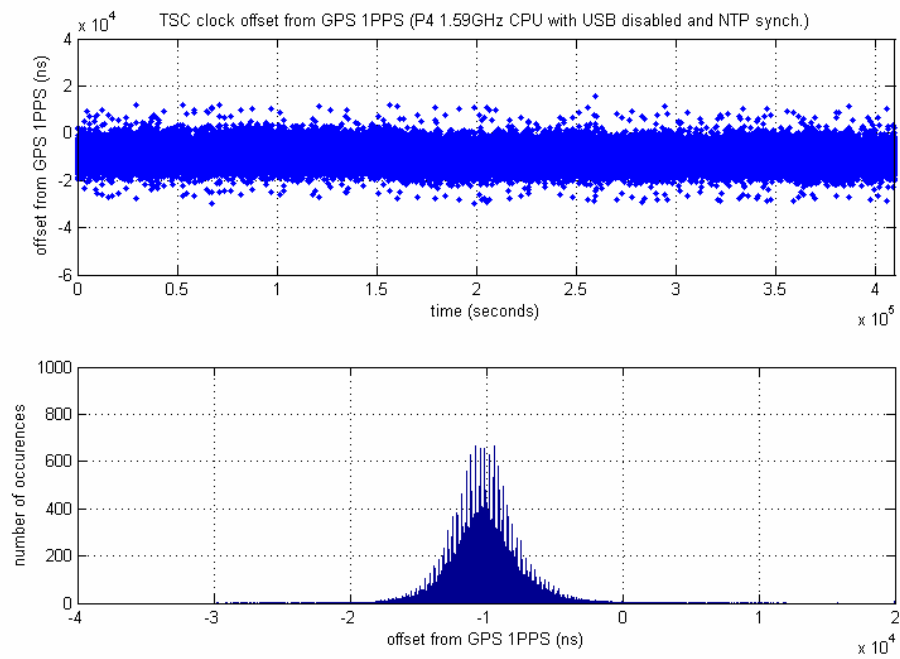 TSC clock offset from GPS 1PPS (P4 1.59GHz CPU with USB disabled and NTP synch.)
x 10^4
4
2
0
-2
-4
-6
offset from GPS 1PPS (ns)
0 0.5 1 1.5 2 2.5 3 3.5 4
time (seconds)
x 10^5
1000
800
600
400
200
0
number of occurences
-4 -3 -2 -1 0 1 2
offset from GPS 1PPS (ns)
x 10^4